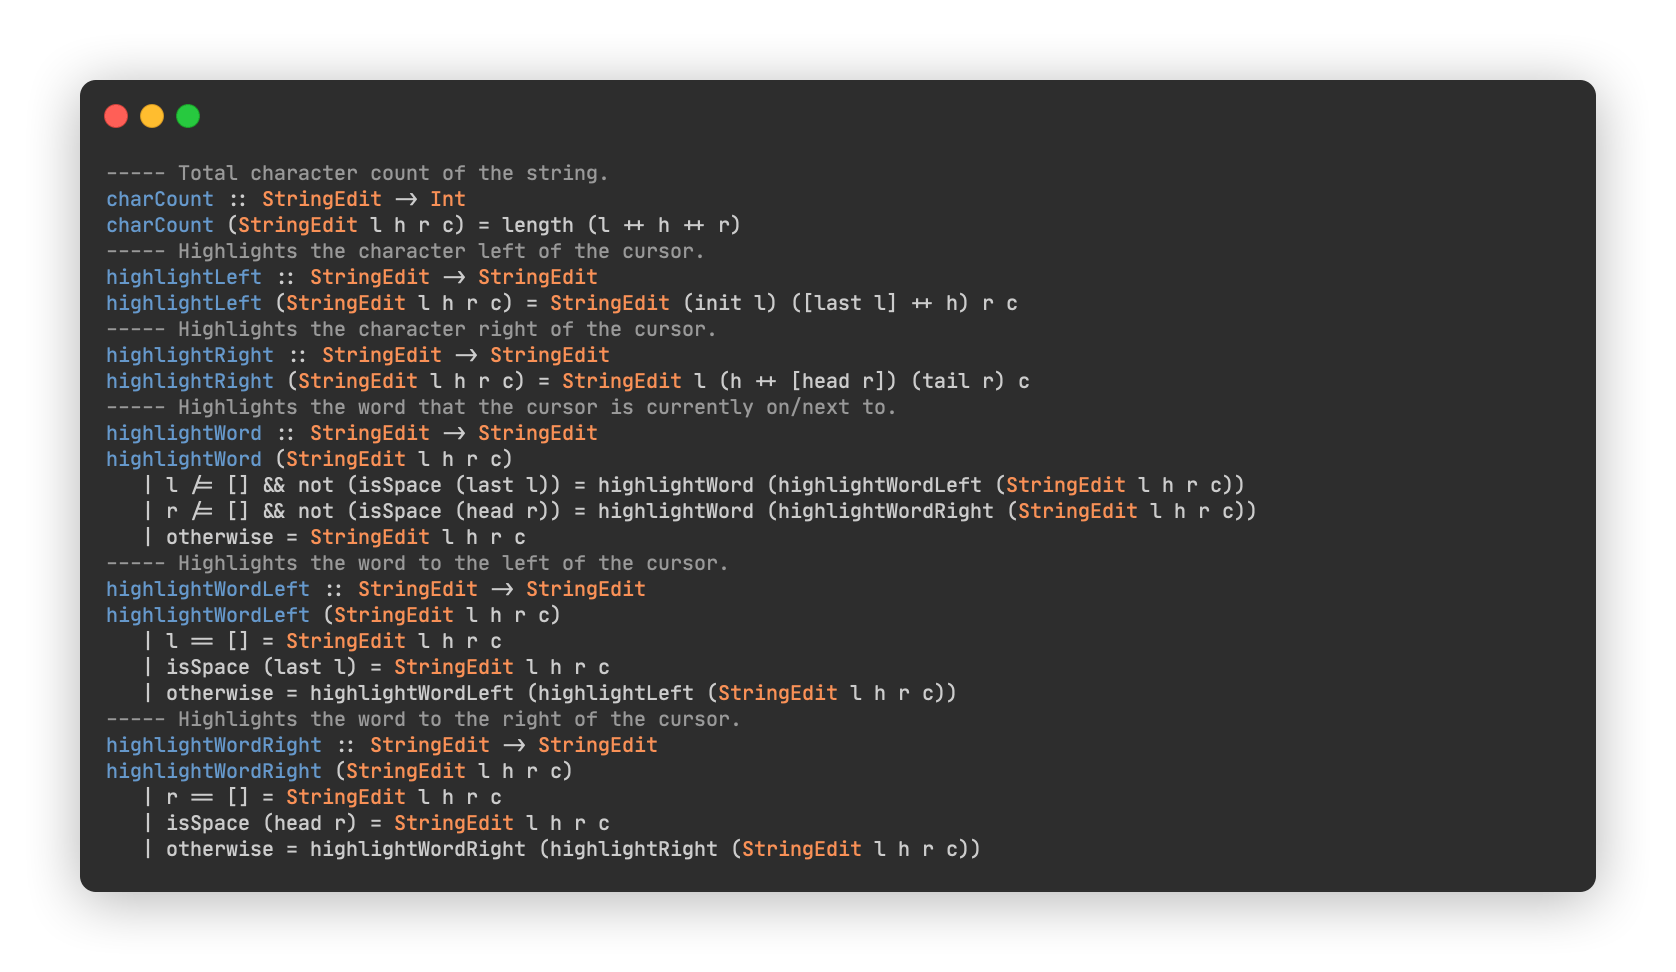 ----- Total character count of the string.
charCount :: StringEdit -> Int
charCount (StringEdit l h r c) = length (l ++ h ++ r)
----- Highlights the character left of the cursor.
highlightLeft :: StringEdit -> StringEdit
highlightLeft (StringEdit l h r c) = StringEdit (init l) ([last l] ++ h) r c
----- Highlights the character right of the cursor.
highlightRight :: StringEdit -> StringEdit
highlightRight (StringEdit l h r c) = StringEdit l (h ++ [head r]) (tail r) c
----- Highlights the word that the cursor is currently on/next to.
highlightWord :: StringEdit -> StringEdit
highlightWord (StringEdit l h r c)
   | l /= [] && not (isSpace (last l)) = highlightWord (highlightWordLeft (StringEdit l h r c))
   | r /= [] && not (isSpace (head r)) = highlightWord (highlightWordRight (StringEdit l h r c))
   | otherwise = StringEdit l h r c
----- Highlights the word to the left of the cursor.
highlightWordLeft :: StringEdit -> StringEdit
highlightWordLeft (StringEdit l h r c)
   | l == [] = StringEdit l h r c
   | isSpace (last l) = StringEdit l h r c
   | otherwise = highlightWordLeft (highlightLeft (StringEdit l h r c))
----- Highlights the word to the right of the cursor.
highlightWordRight :: StringEdit -> StringEdit
highlightWordRight (StringEdit l h r c)
   | r == [] = StringEdit l h r c
   | isSpace (head r) = StringEdit l h r c
   | otherwise = highlightWordRight (highlightRight (StringEdit l h r c))